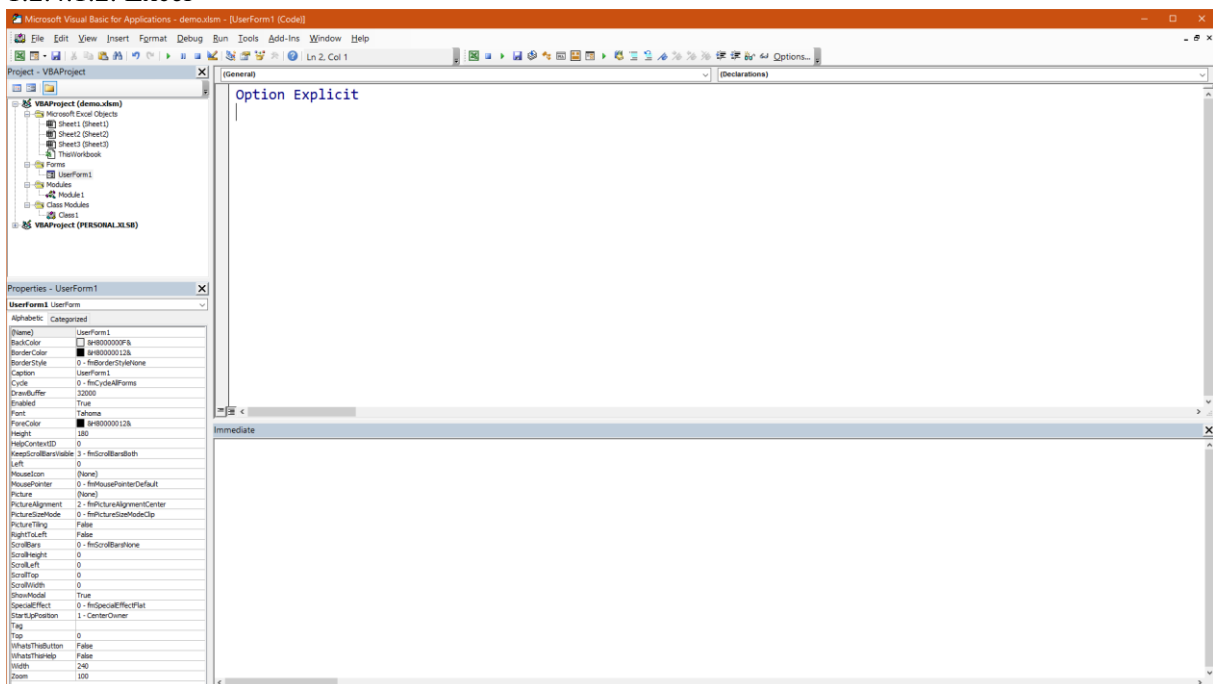 Microsoft Visual Basic for Applications - demo.xlsm - [UserForm1 (Code)]
File Edit View Insert Format Debug Run Tools Add-Ins Window Help
Ln 2, Col 1
Options...
Project - VBAProject
VBAProject (demo.xlsm)
Microsoft Excel Objects
Sheet1 (Sheet1)
Sheet2 (Sheet2)
Sheet3 (Sheet3)
ThisWorkbook
Forms
UserForm1
Modules
Module1
Class Modules
Class1
VBAProject (PERSONAL.XLSB)
Properties - UserForm1
UserForm1 UserForm
Alphabetic Categorized
(Name) UserForm1
BackColor &H8000000F&
BorderColor &H80000012&
BorderStyle 0 - fmBorderStyleNone
Caption UserForm1
Cycle 0 - fmCycleAllForms
DrawBuffer 32000
Enabled True
Font Tahoma
ForeColor &H80000012&
Height 180
HelpContextID 0
KeepScrollBarsVisible 3 - fmScrollBarsBoth
Left 0
MouseIcon (None)
MousePointer 0 - fmMousePointerDefault
Picture (None)
PictureAlignment 2 - fmPictureAlignmentCenter
PictureSizeMode 0 - fmPictureSizeModeClip
PictureTiling False
RightToLeft False
ScrollBars 0 - fmScrollBarsNone
ScrollHeight 0
ScrollLeft 0
ScrollTop 0
ScrollWidth 0
ShowModal True
SpecialEffect 0 - fmSpecialEffectFlat
StartUpPosition 1 - CenterOwner
Tag
Top 0
WhatsThisButton False
WhatsThisHelp False
Width 240
Zoom 100
(General) (Declarations)
Option Explicit
Immediate